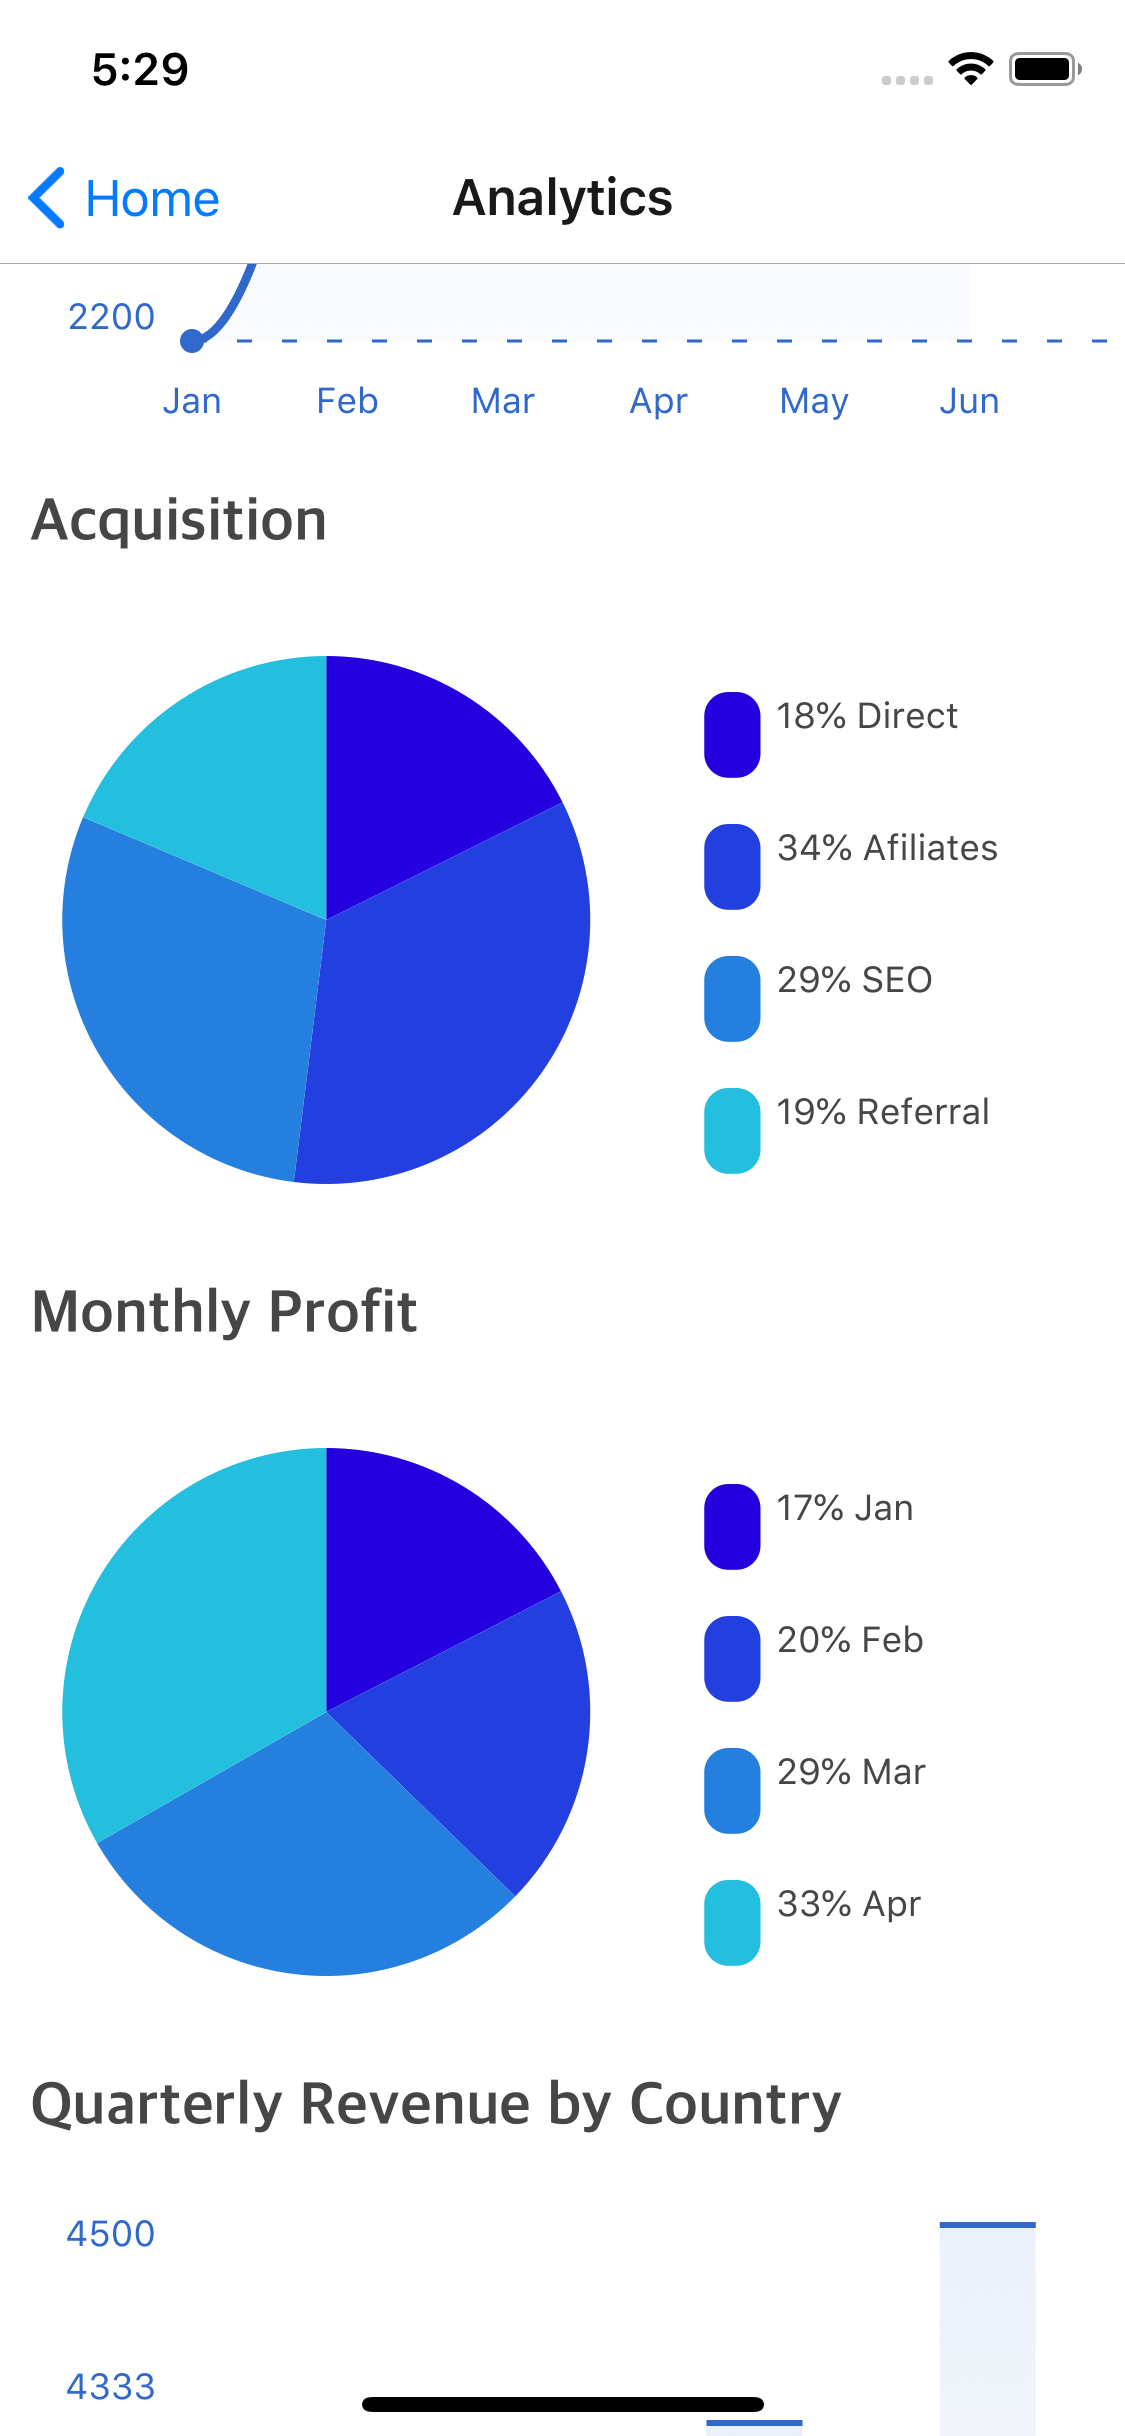 5:29
Home
Analytics
2200
Jan Feb Mar Apr May Jun
Acquisition
18% Direct
34% Afiliates
29% SEO
19% Referral
Monthly Profit
17% Jan
20% Feb
29% Mar
33% Apr
Quarterly Revenue by Country
4500
4333